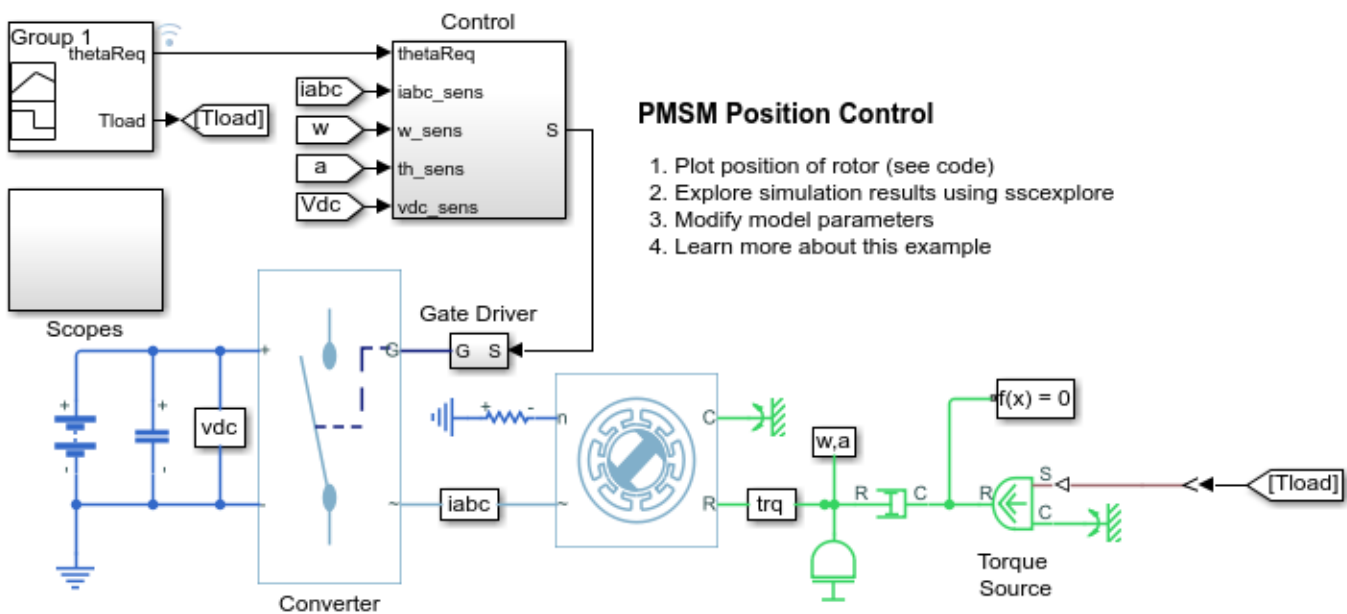 Control
Group 1
thetaReq
Tload
[Tload]
thetaReq
iabc
iabc_sens
w
w_sens
a
th_sens
Vdc
vdc_sens
S
PMSM Position Control
1. Plot position of rotor (see code)
2. Explore simulation results using sscexplore
3. Modify model parameters
4. Learn more about this example
Scopes
Gate Driver
G S
+
G
+
-
vdc
+
-
+
-
-
~
Converter
+ -
n
~
C
R
iabc
trq
w,a
R C
f(x) = 0
R
S
C
[Tload]
Torque
Source